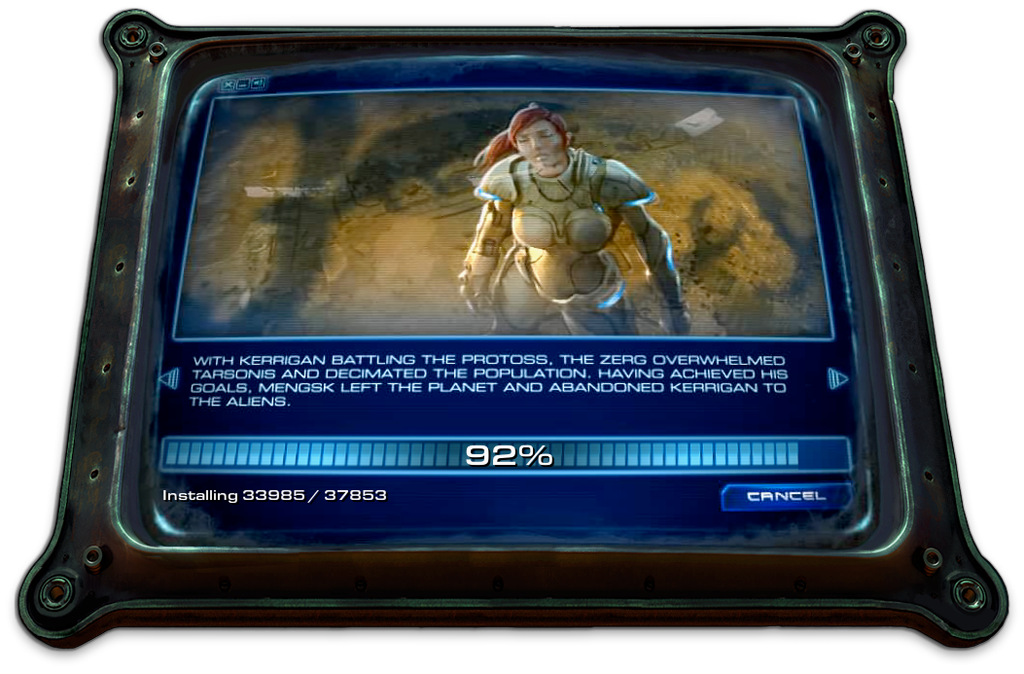 WITH KERRIGAN BATTLING THE PROTOSS, THE ZERG OVERWHELMED
TARSONIS AND DECIMATED THE POPULATION. HAVING ACHIEVED HIS
GOALS, MENGSK LEFT THE PLANET AND ABANDONED KERRIGAN TO
THE ALIENS.
92%
Installing 33985 / 37853
CANCEL